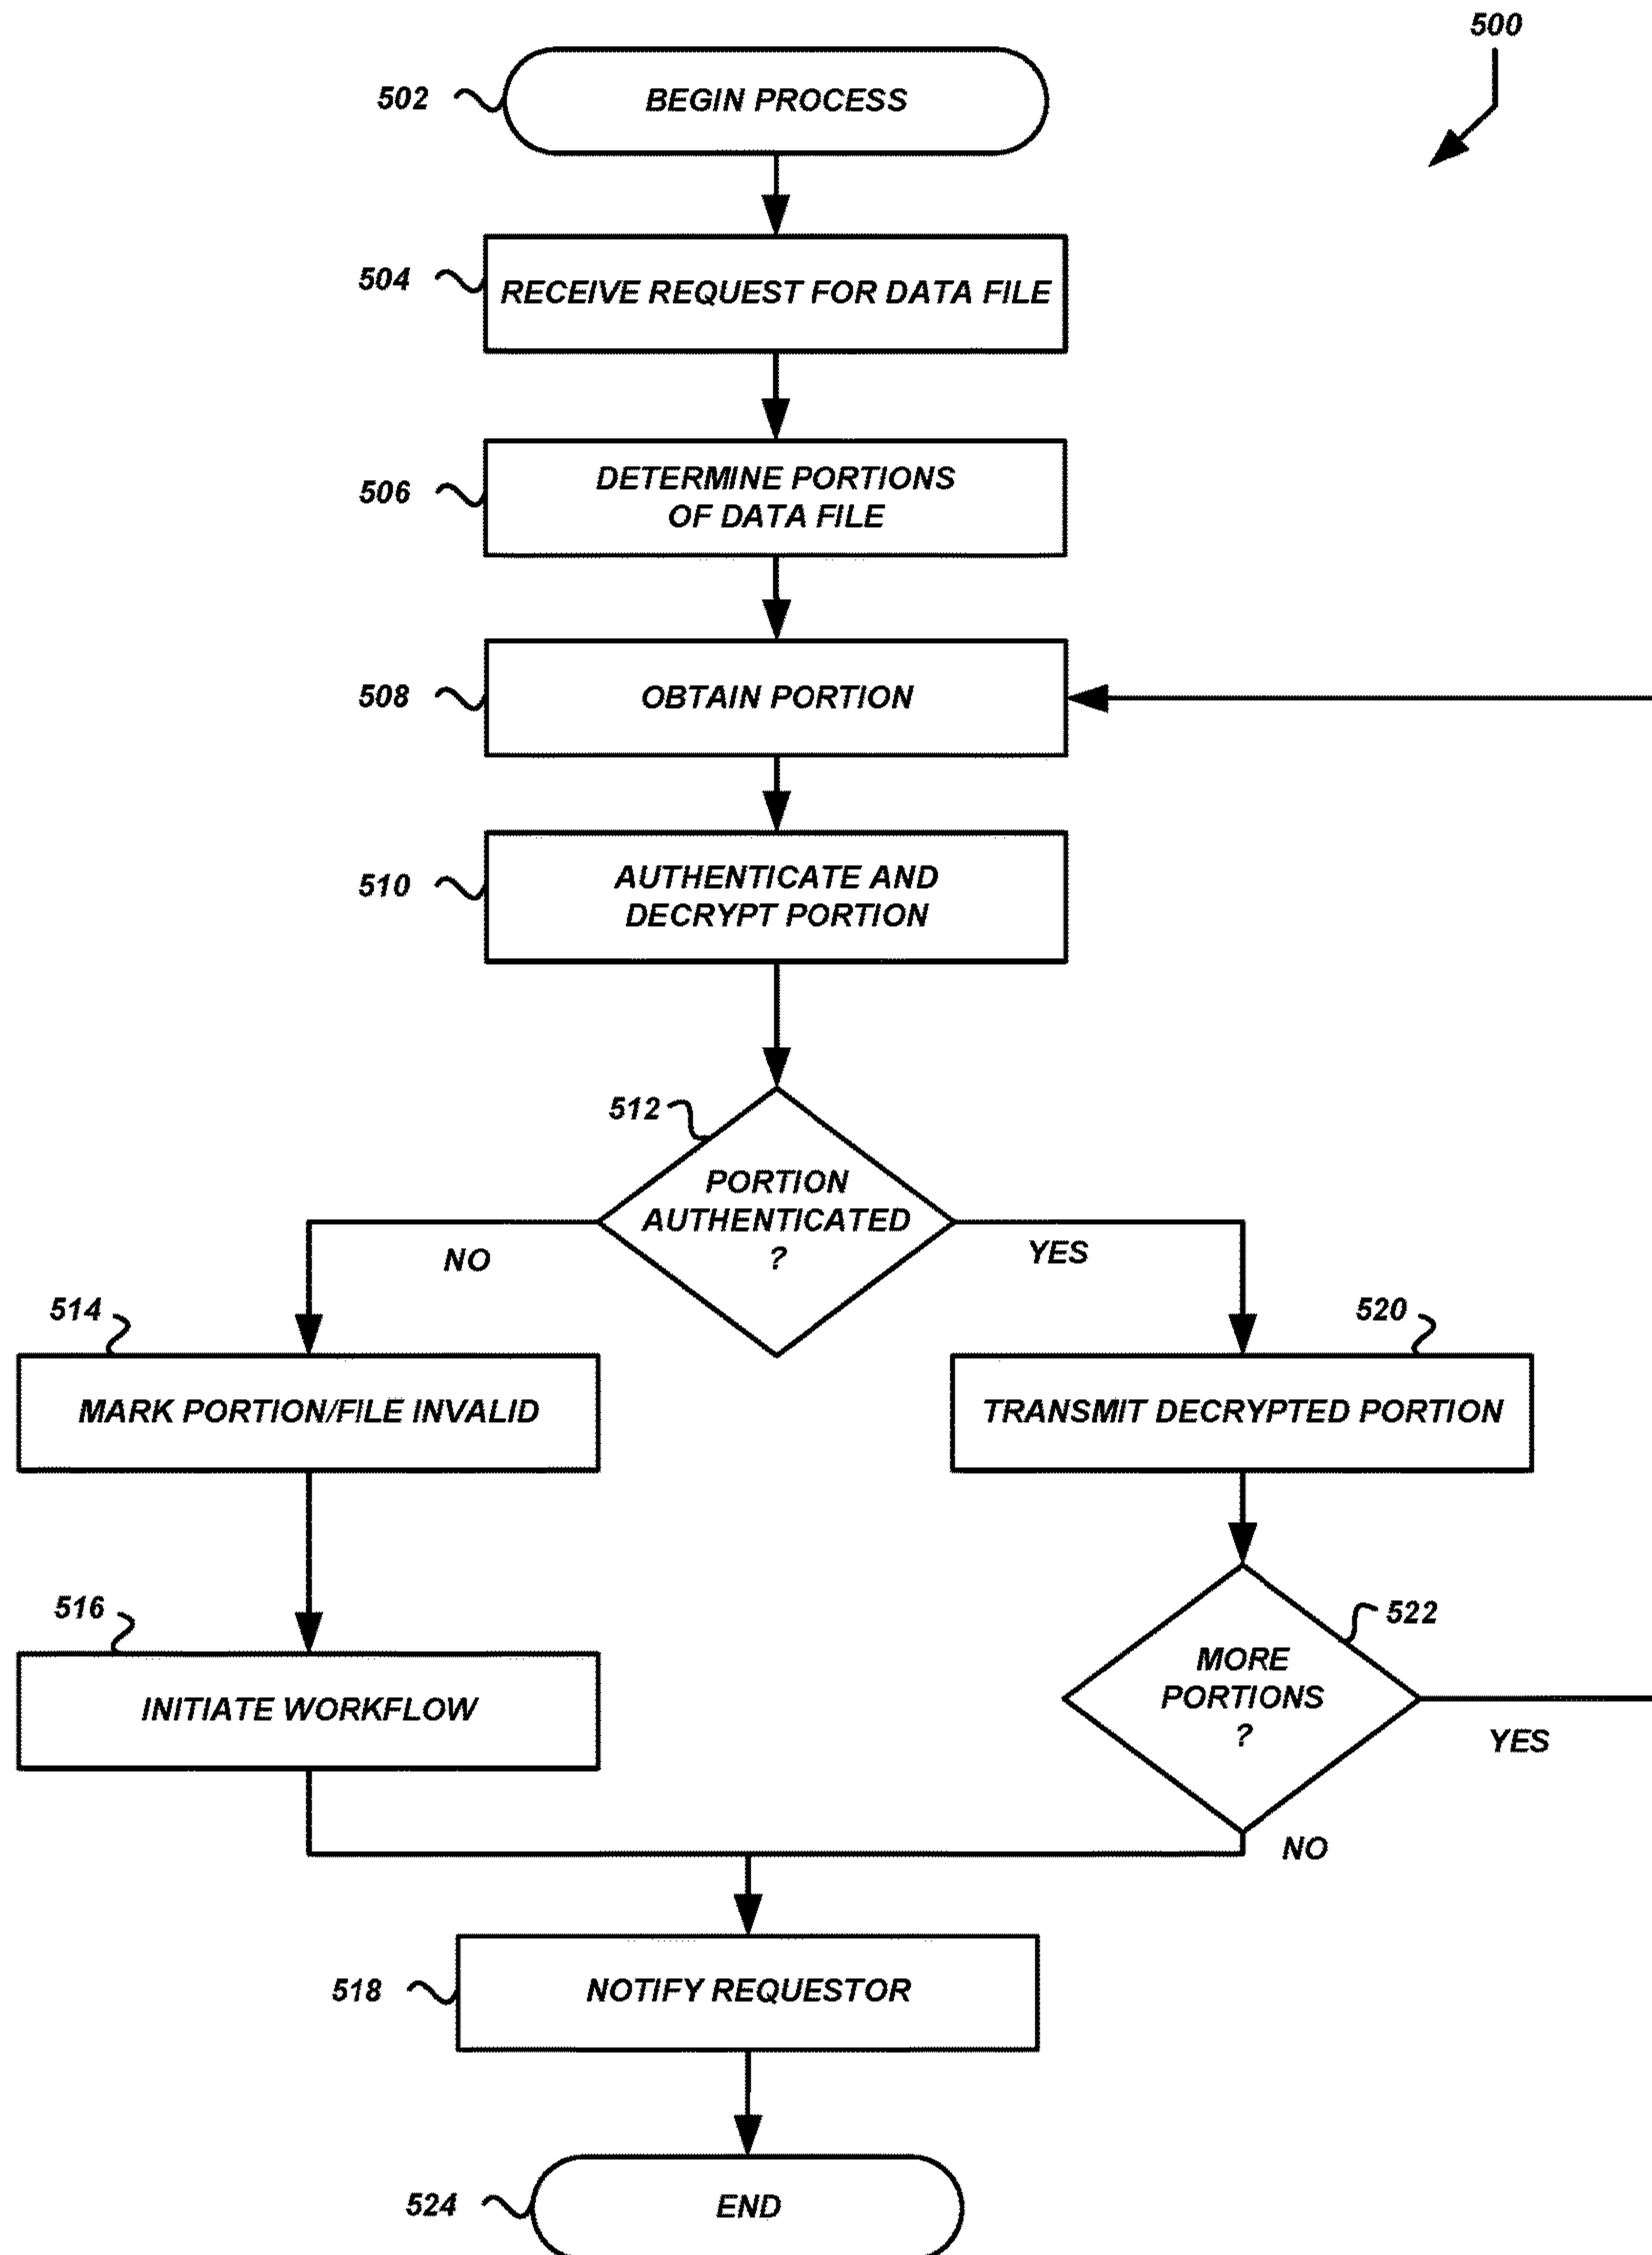 500
502
BEGIN PROCESS
504
RECEIVE REQUEST FOR DATA FILE
506
DETERMINE PORTIONS
OF DATA FILE
508
OBTAIN PORTION
510
AUTHENTICATE AND
DECRYPT PORTION
512
PORTION
AUTHENTICATED
?
NO
YES
514
MARK PORTION/FILE INVALID
520
TRANSMIT DECRYPTED PORTION
516
INITIATE WORKFLOW
522
MORE
PORTIONS
?
YES
NO
518
NOTIFY REQUESTOR
524
END